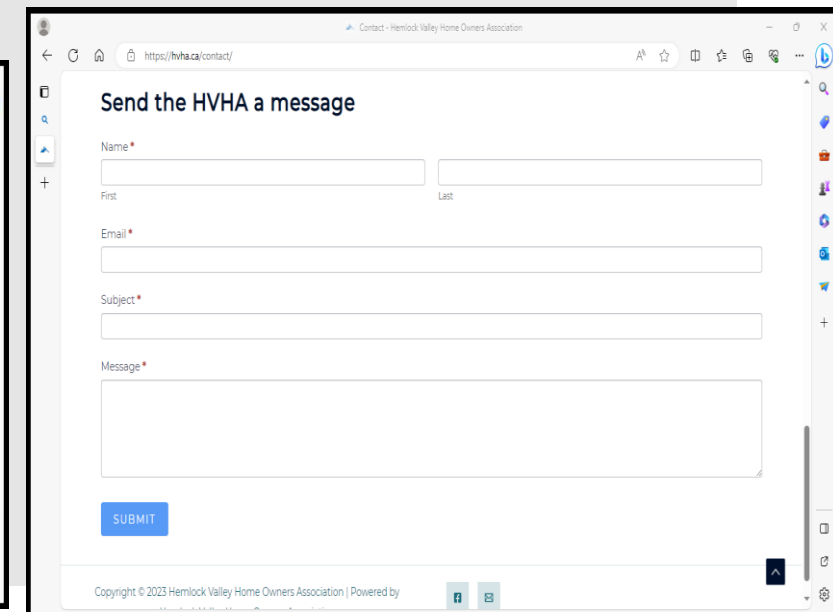 Contact - Hemlock Valley Home Owners Association
https://hvha.ca/contact/
Send the HVHA a message
Name *
First Last
Email *
Subject *
Message *
SUBMIT
Copyright © 2023 Hemlock Valley Home Owners Association | Powered by